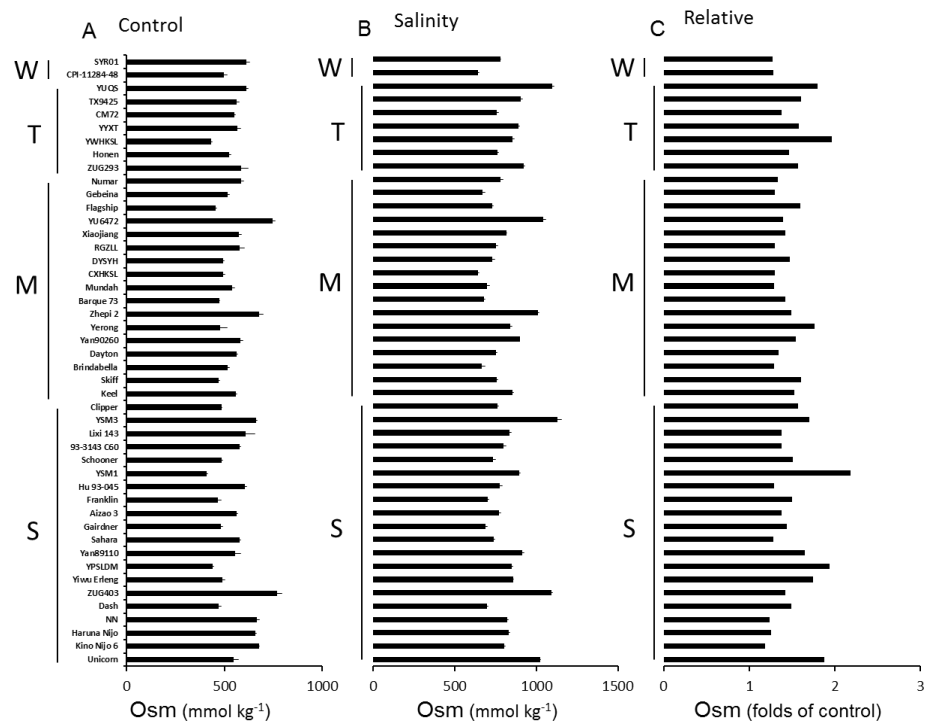 A Control
B Salinity
C Relative
W
T
M
S
SYR01
CPI-11284-48
YUQS
TX9425
CM72
YYXT
YWHKSL
Honen
ZUG293
Numar
Gebeina
Flagship
YU6472
Xiaojiang
RGZLL
DYSYH
CXHKSL
Mundah
Barque 73
Zhepi 2
Yerong
Yan90260
Dayton
Brindabella
Skiff
Keel
Clipper
YSM3
Lixi 143
93-3143 C60
Schooner
YSM1
Hu 93-045
Franklin
Aizao 3
Gairdner
Sahara
Yan89110
YPSLDM
Yiwu Erleng
ZUG403
Dash
NN
Haruna Nijo
Kino Nijo 6
Unicorn
0 500 1000
Osm (mmol kg-1)
W
T
M
S
0 500 1000 1500
Osm (mmol kg-1)
W
T
M
S
0 1 2 3
Osm (folds of control)